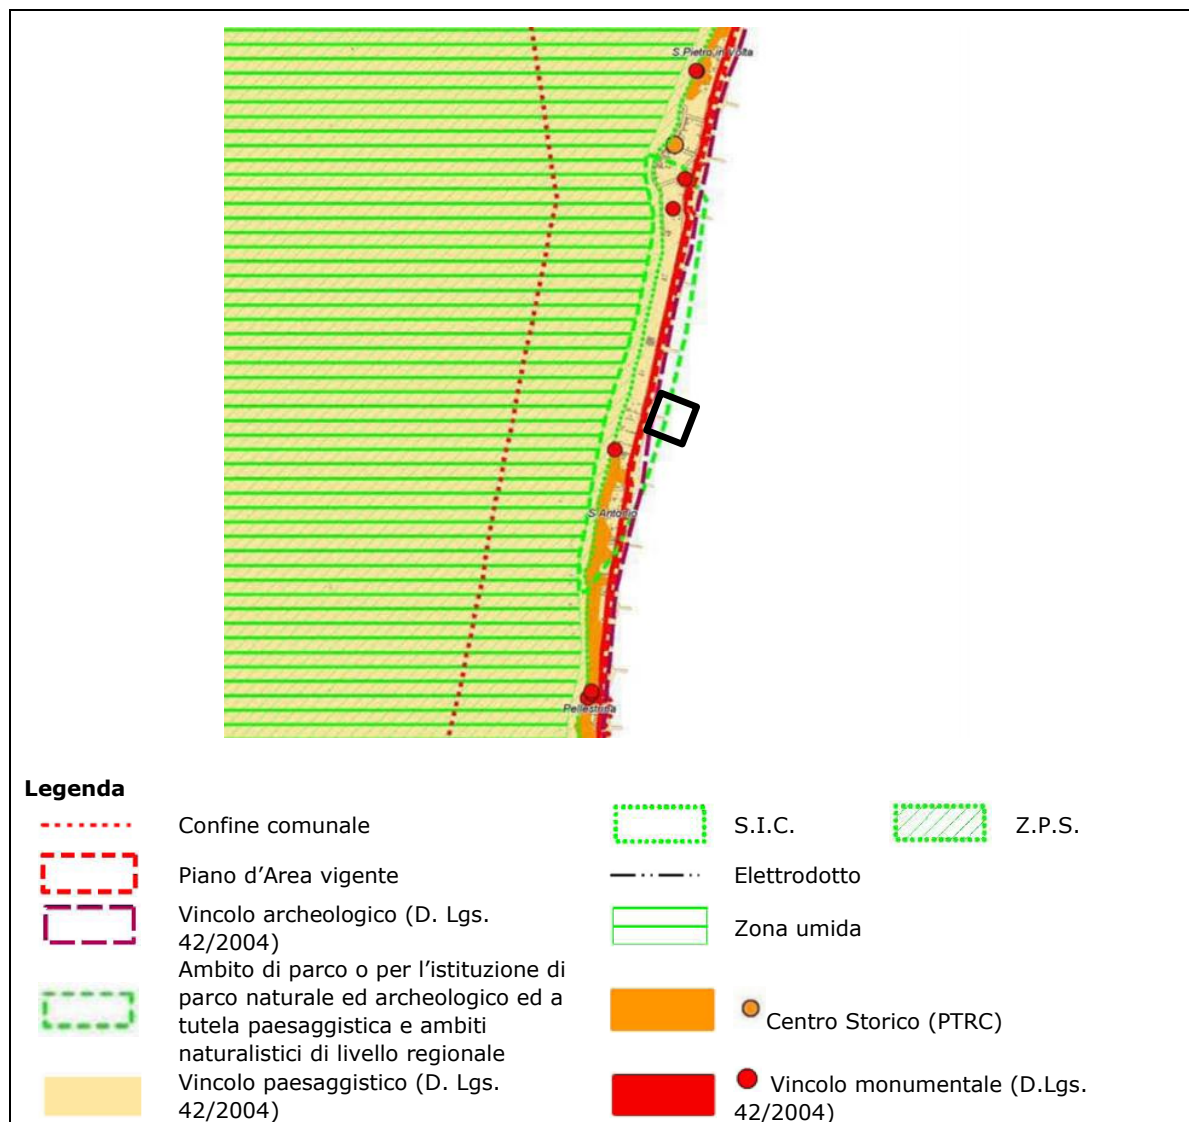 S.Pietro in Volta
S.Antonio
Pellestrina
Legenda
Confine comunale
S.I.C.
Z.P.S.
Piano d'Area vigente
Elettrodotto
Vincolo archeologico (D. Lgs.
42/2004)
Zona umida
Ambito di parco o per l'istituzione di
parco naturale ed archeologico ed a
tutela paesaggistica e ambiti
naturalistici di livello regionale
Centro Storico (PTRC)
Vincolo paesaggistico (D. Lgs.
42/2004)
Vincolo monumentale (D.Lgs.
42/2004)